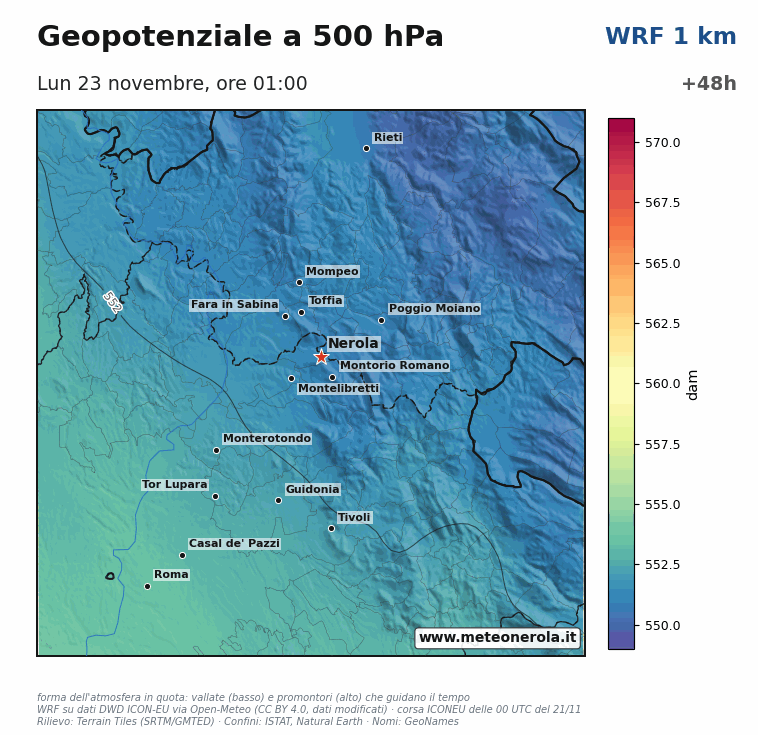 Geopotenziale a 500 hPa
WRF 1 km
Lun 23 novembre, ore 01:00
+48h
Rieti
Mompeo
Fara in Sabina
Toffia
Poggio Moiano
552
Nerola
Montorio Romano
Montelibretti
Monterotondo
Tor Lupara
Guidonia
Tivoli
Casal de' Pazzi
Roma
www.meteonerola.it
570.0
567.5
565.0
562.5
560.0
557.5
555.0
552.5
550.0
dam
forma dell'atmosfera in quota: vallate (basso) e promontori (alto) che guidano il tempo
WRF su dati DWD ICON-EU via Open-Meteo (CC BY 4.0, dati modificati) · corsa ICONEU delle 00 UTC del 21/11
Rilievo: Terrain Tiles (SRTM/GMTED) · Confini: ISTAT, Natural Earth · Nomi: GeoNames